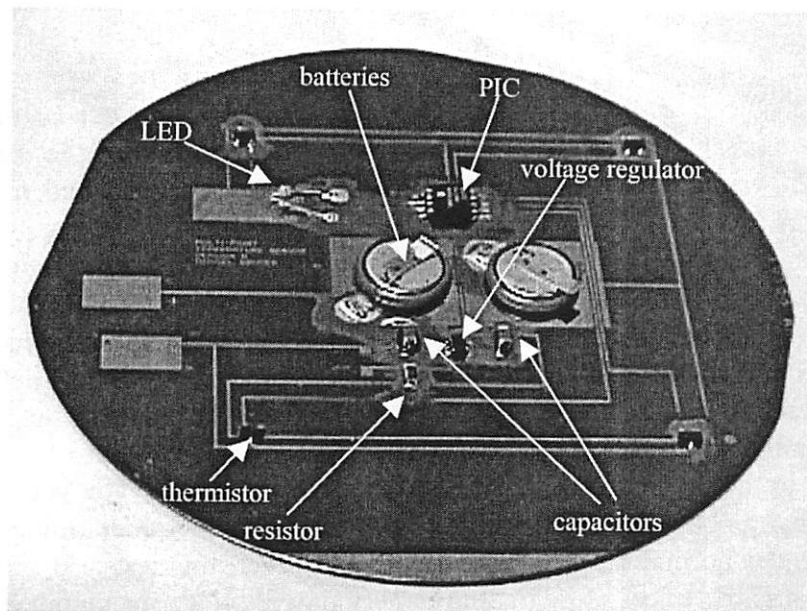 batteries
PIC
LED
voltage regulator
thermistor
resistor
capacitors